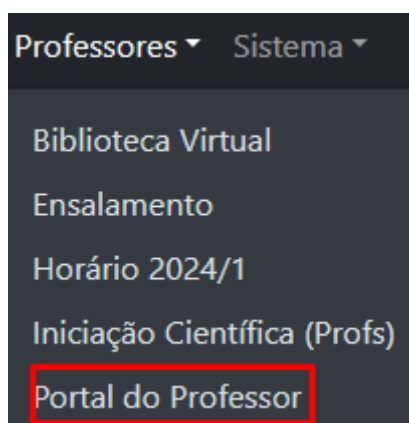 Professores Sistema
Biblioteca Virtual
Ensalamento
Horário 2024/1
Iniciação Científica (Profs)
Portal do Professor